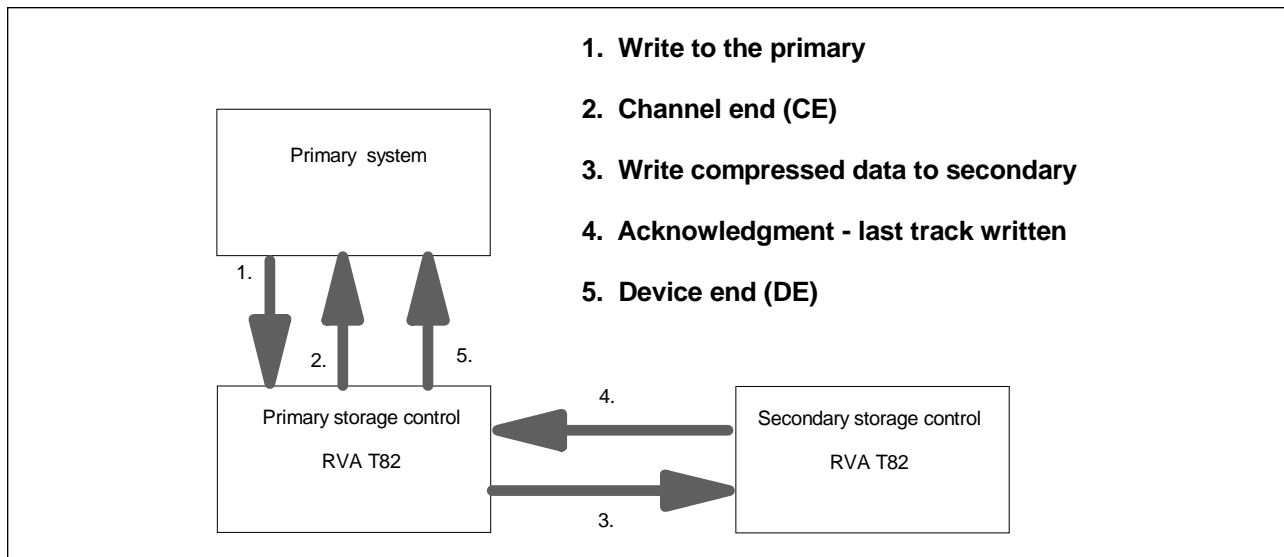 1. Write to the primary
2. Channel end (CE)
3. Write compressed data to secondary
4. Acknowledgment - last track written
5. Device end (DE)
Primary system
1.
2.
5.
Primary storage control
RVA T82
4.
3.
Secondary storage control
RVA T82